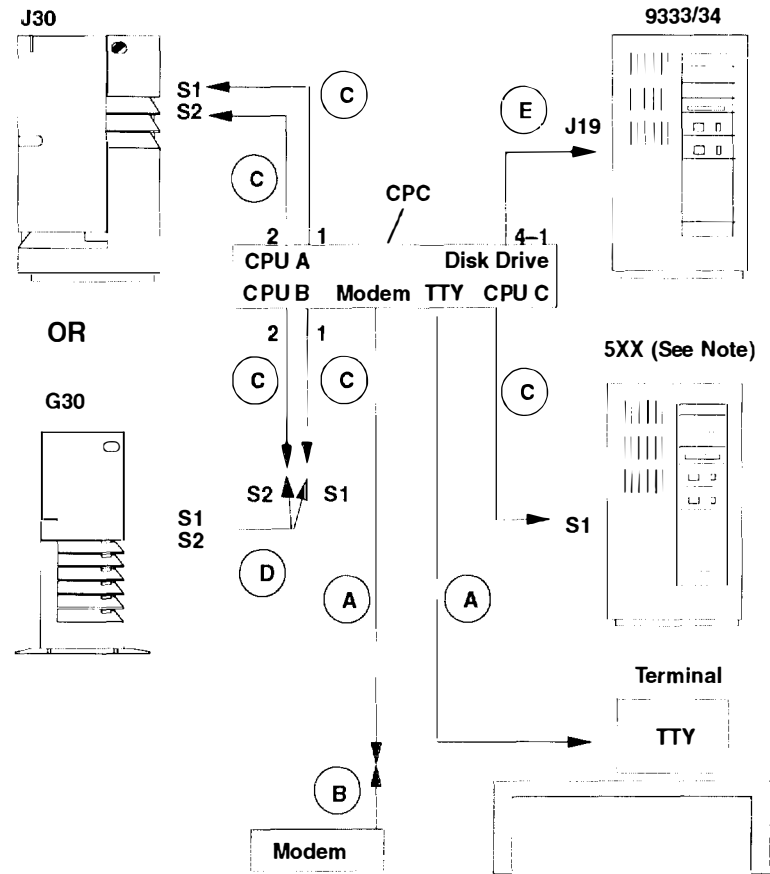 J30
9333/34
S1
C
S2
E
J19
C
CPC
2 1
4–1
CPU A Disk Drive
CPU B Modem TTY CPU C
OR
2 1
5XX (See Note)
C
C
C
G30
S2 S1
S1
S2
S1
D
A
A
Terminal
TTY
B
Modem